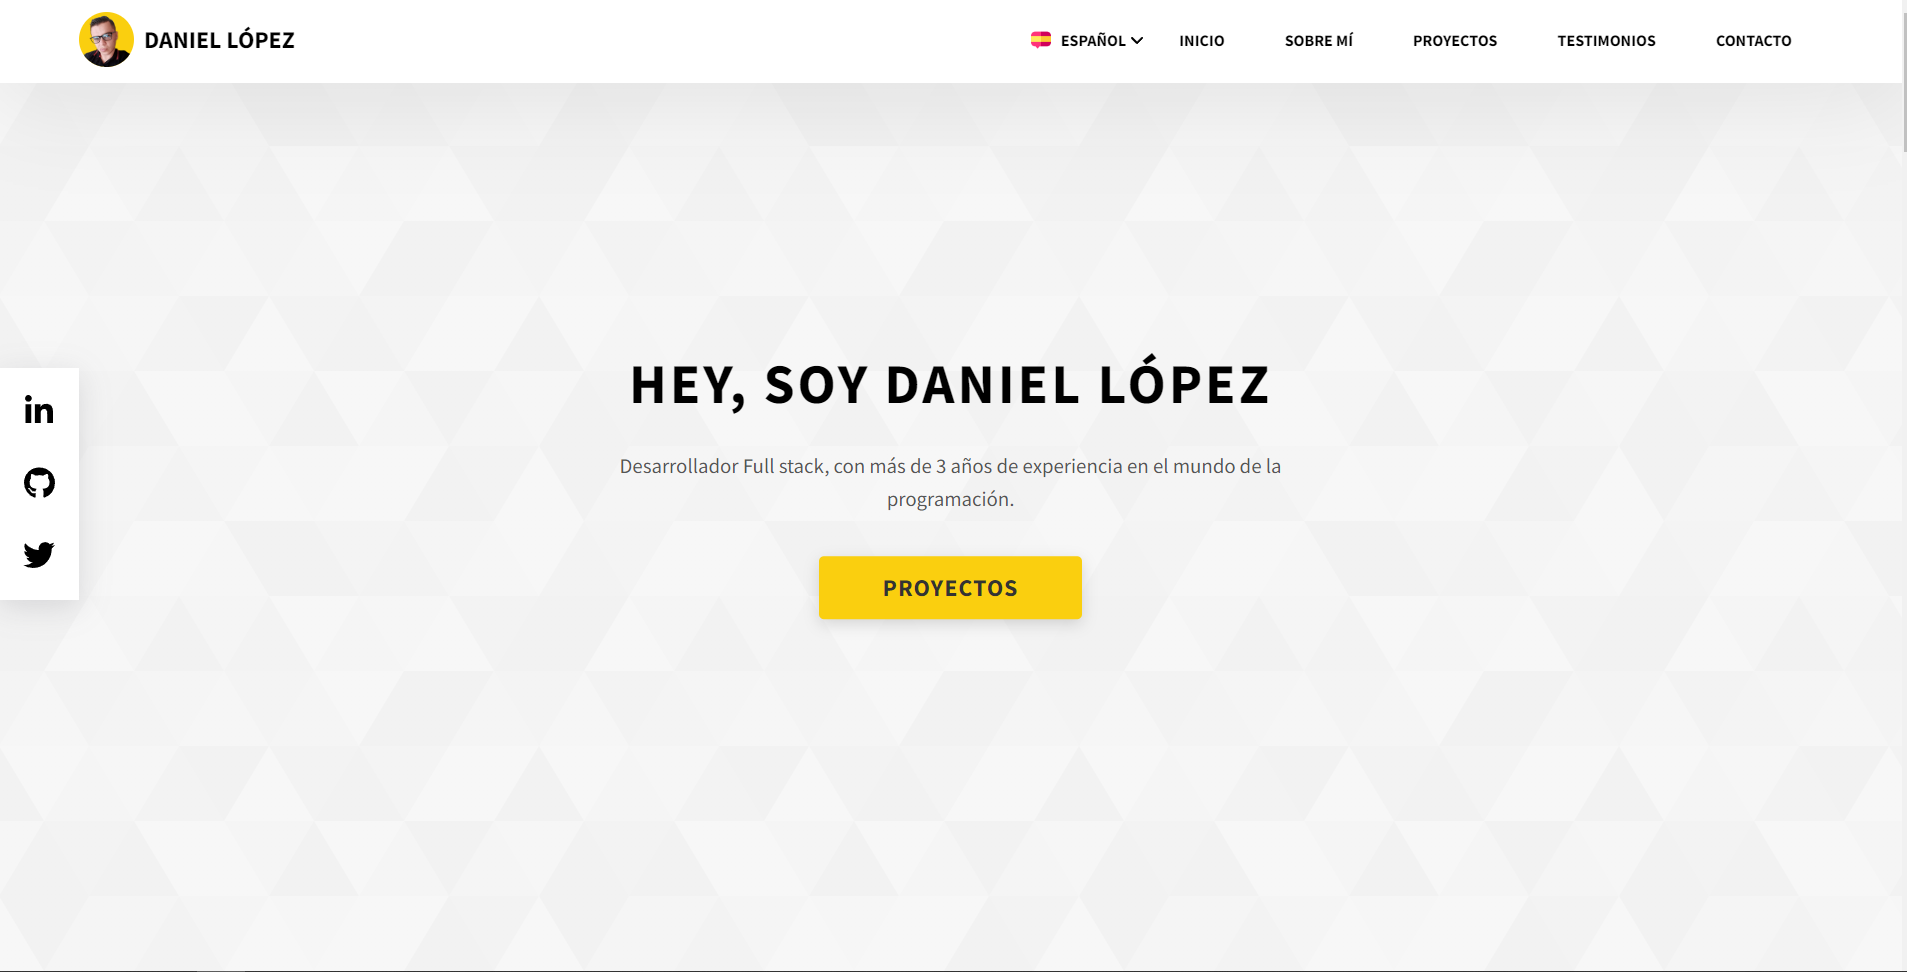 DANIEL LÓPEZ
ESPAÑOL
INICIO
SOBRE MÍ
PROYECTOS
TESTIMONIOS
CONTACTO
HEY, SOY DANIEL LÓPEZ
Desarrollador Full stack, con más de 3 años de experiencia en el mundo de la
programación.
PROYECTOS
in